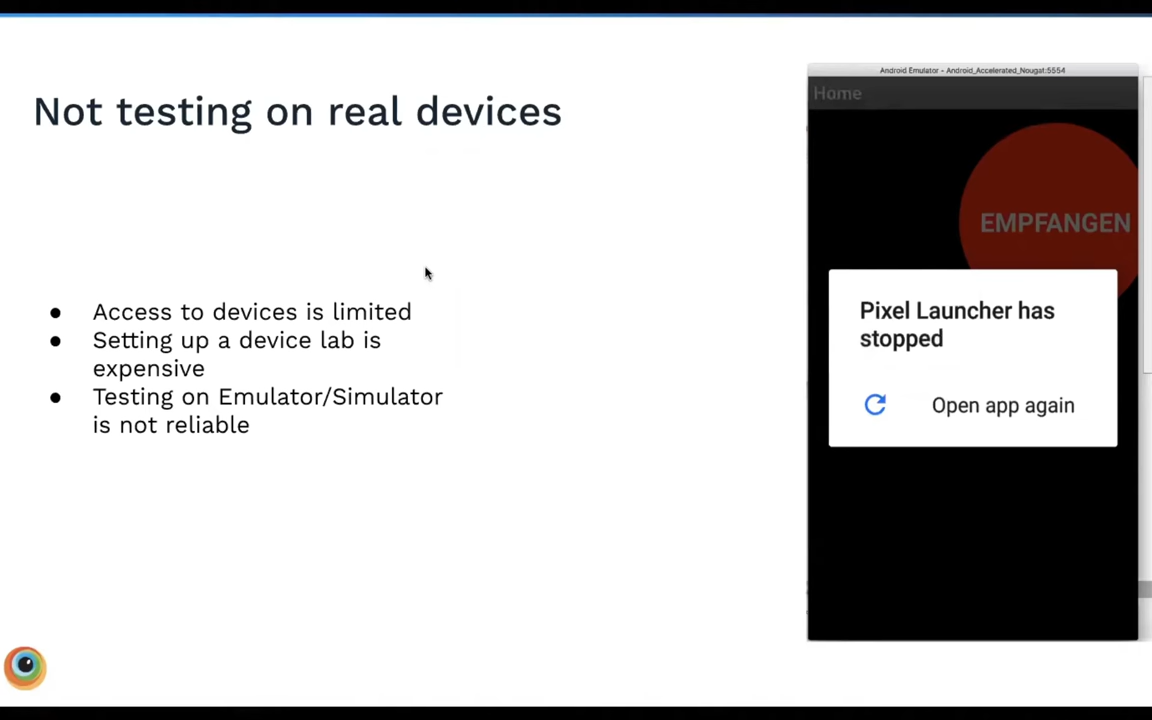 Not testing on real devices
Access to devices is limited
Setting up a device lab is
expensive
Testing on Emulator/Simulator
is not reliable
Android Emulator - Android_Accelerated_Nougat:5554
Home
EMPFANGEN
Pixel Launcher has
stopped
Open app again